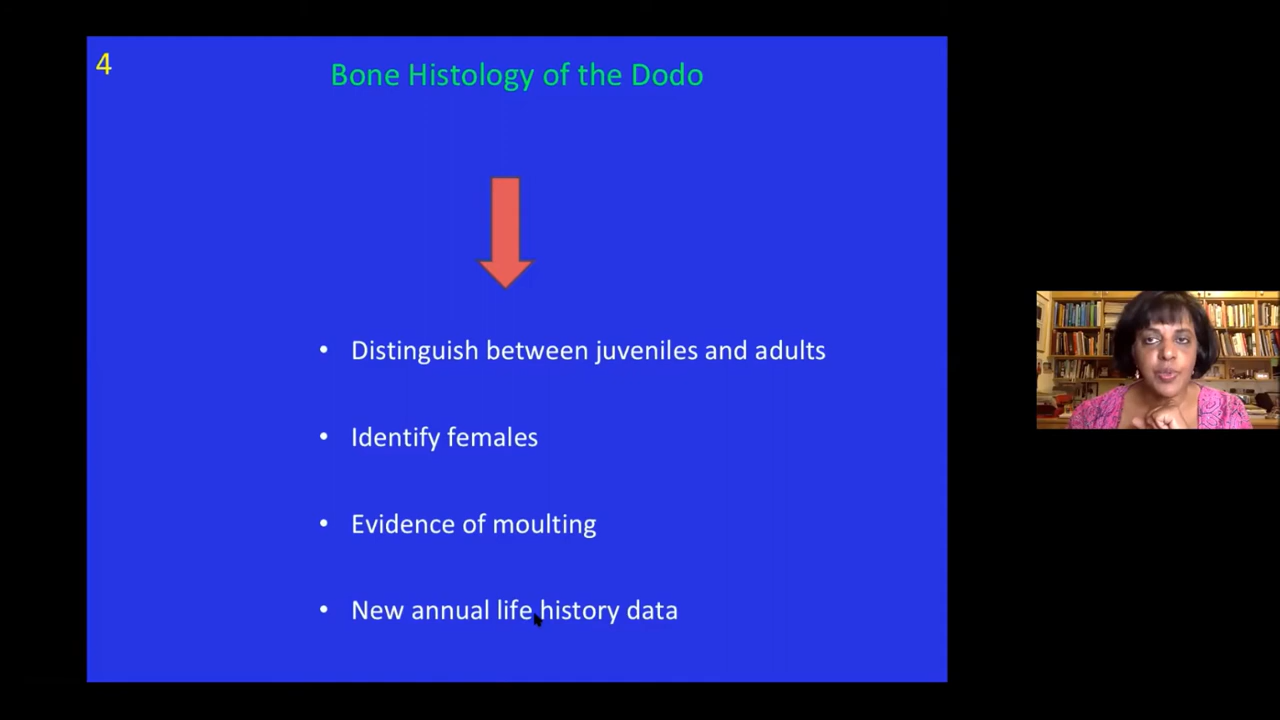 4
Bone Histology of the Dodo
• Distinguish between juveniles and adults
• Identify females
• Evidence of moulting
• New annual life history data